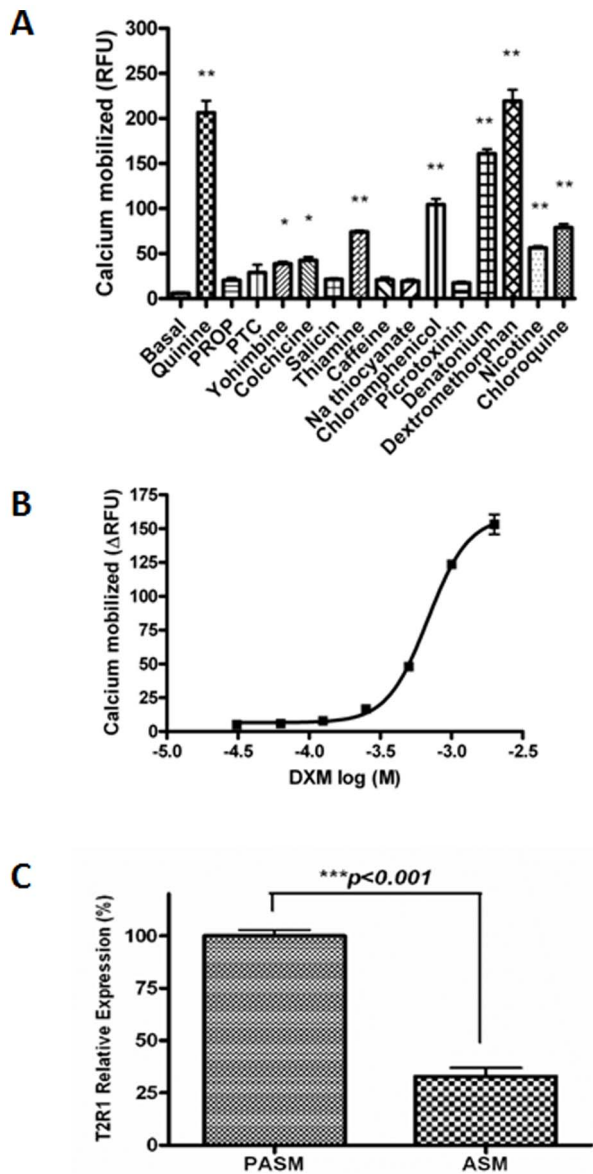 A
Calcium mobilized (RFU)
300
250
200
150
100
50
0
**
*
*
**
**
**
**
**
**
Basal
Quinine
PROP
PTC
Yohimbine
Colchicine
Salicin
Thiamine
Caffeine
Na thiocyanate
Chloramphenicol
Picrotoxinin
Denatonium
Dextromethorphan
Nicotine
Chloroquine
B
Calcium mobilized (ΔRFU)
175
150
125
100
75
50
25
0
-5.0 -4.5 -4.0 -3.5 -3.0 -2.5
DXM log (M)
C
***p<0.001
T2R1 Relative Expression (%)
100
75
50
25
0
PASM ASM